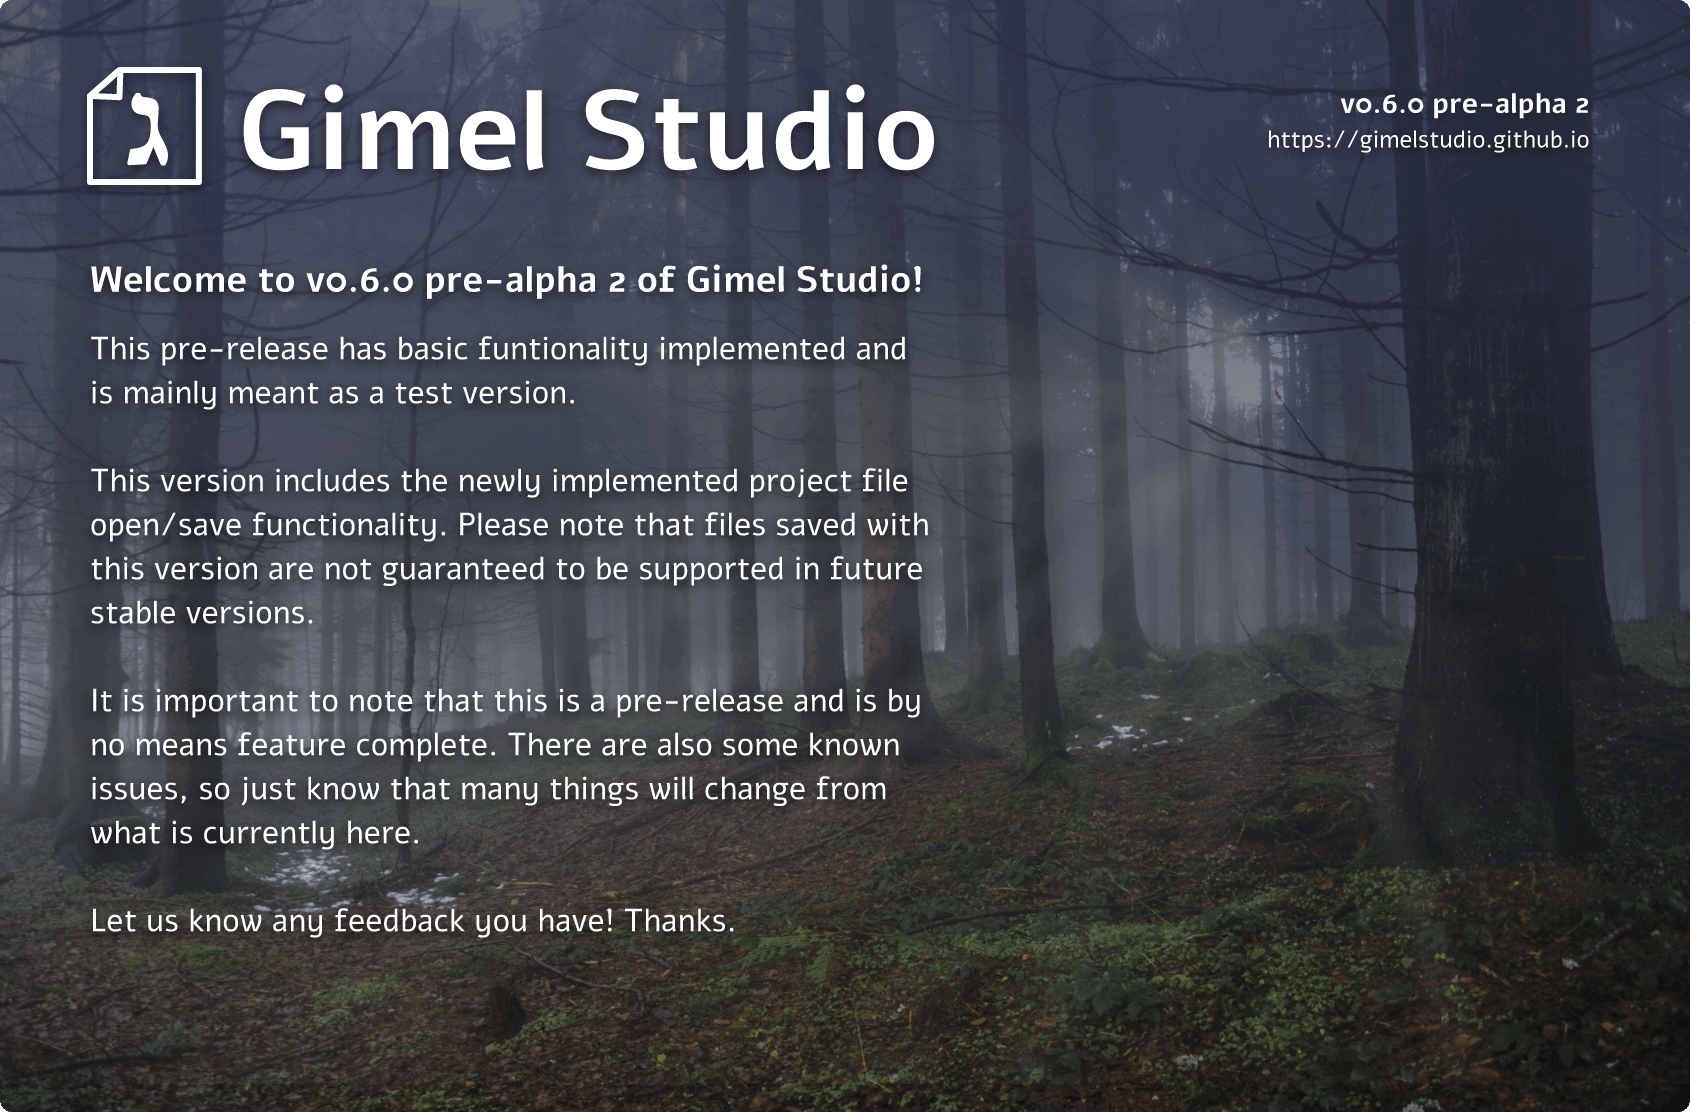 ג
Gimel Studio
v0.6.0 pre-alpha 2
https://gimelstudio.github.io
Welcome to v0.6.0 pre-alpha 2 of Gimel Studio!
This pre-release has basic funtionality implemented and
is mainly meant as a test version.
This version includes the newly implemented project file
open/save functionality. Please note that files saved with
this version are not guaranteed to be supported in future
stable versions.
It is important to note that this is a pre-release and is by
no means feature complete. There are also some known
issues, so just know that many things will change from
what is currently here.
Let us know any feedback you have! Thanks.